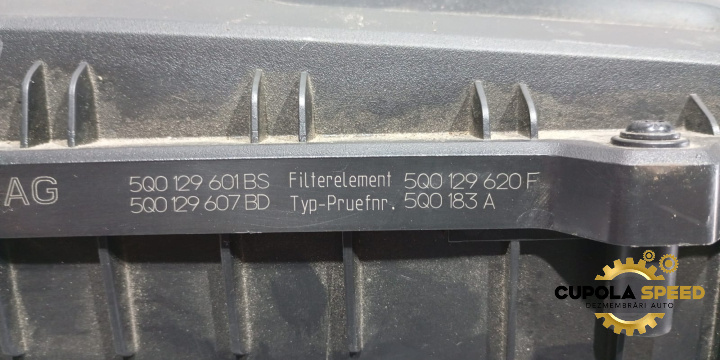 AG
5Q0 129 601 BS Filterelement 5Q0 129 620 F
5Q0 129 607 BD Typ-Pruefnr. 5Q0 183 A
CUPOLA SPEED
DEZMEMBRĂRI AUTO